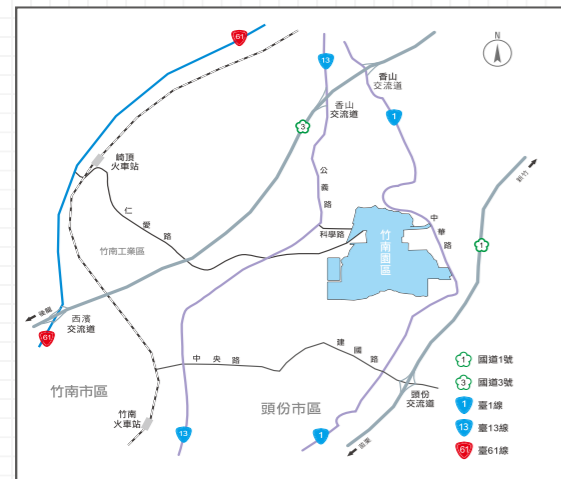 61
13
N
香山
交流道
1
香山
交流道
3
崎頂
火車站
新竹
公義路
仁愛路
中華路
科學路
竹南園區
1
竹南工業區
後龍
西濱
交流道
61
建國路
中央路
1 國道1號
3 國道3號
竹南市區
頭份市區
頭份
交流道
1 臺1線
竹南
火車站
13 臺13線
13
1
61 臺61線